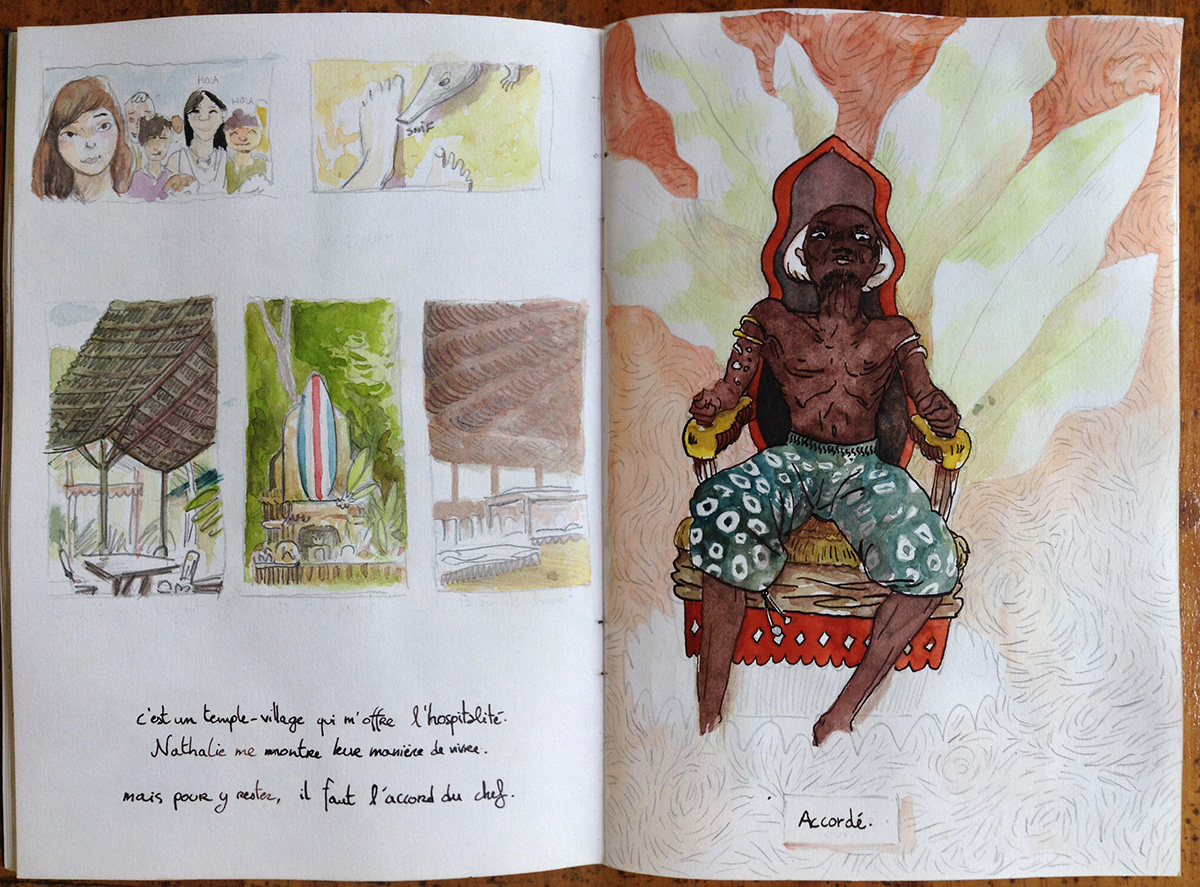 HOLA
HOLA
SNIF
c'est un temple-village qui m'offre l'hospitalité.
Nathalie me montre leur manière de vivre.
mais pour y rester, il faut l'accord du chef.
Accordé.